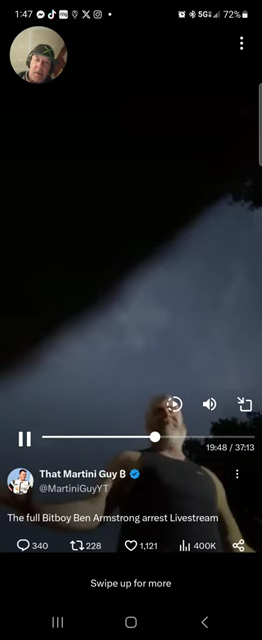 1:47 5G 72%
19:48 / 37:13
That Martini Guy B
@MartiniGuyYT
The full Bitboy Ben Armstrong arrest Livestream
340 228 1,121 400K
Swipe up for more